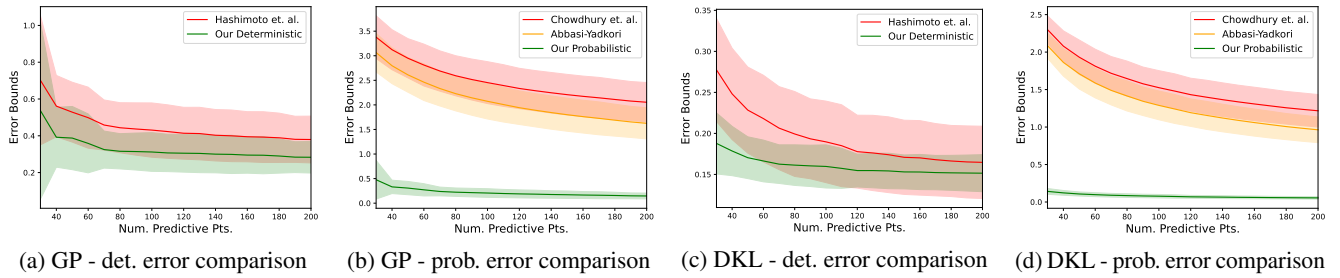 Error Bounds
1.0
0.8
0.6
0.4
0.2
Hashimoto et. al.
Our Deterministic
40 60 80 100 120 140 160 180 200
Num. Predictive Pts.
(a) GP - det. error comparison
Error Bounds
3.5
3.0
2.5
2.0
1.5
1.0
0.5
0.0
Chowdhury et. al.
Abbasi-Yadkori
Our Probabilistic
40 60 80 100 120 140 160 180 200
Num. Predictive Pts.
(b) GP - prob. error comparison
Error Bounds
0.35
0.30
0.25
0.20
0.15
Hashimoto et. al.
Our Deterministic
40 60 80 100 120 140 160 180 200
Num. Predictive Pts.
(c) DKL - det. error comparison
Error Bounds
2.5
2.0
1.5
1.0
0.5
0.0
Chowdhury et. al.
Abbasi-Yadkori
Our Probabilistic
40 60 80 100 120 140 160 180 200
Num. Predictive Pts.
(d) DKL - prob. error comparison